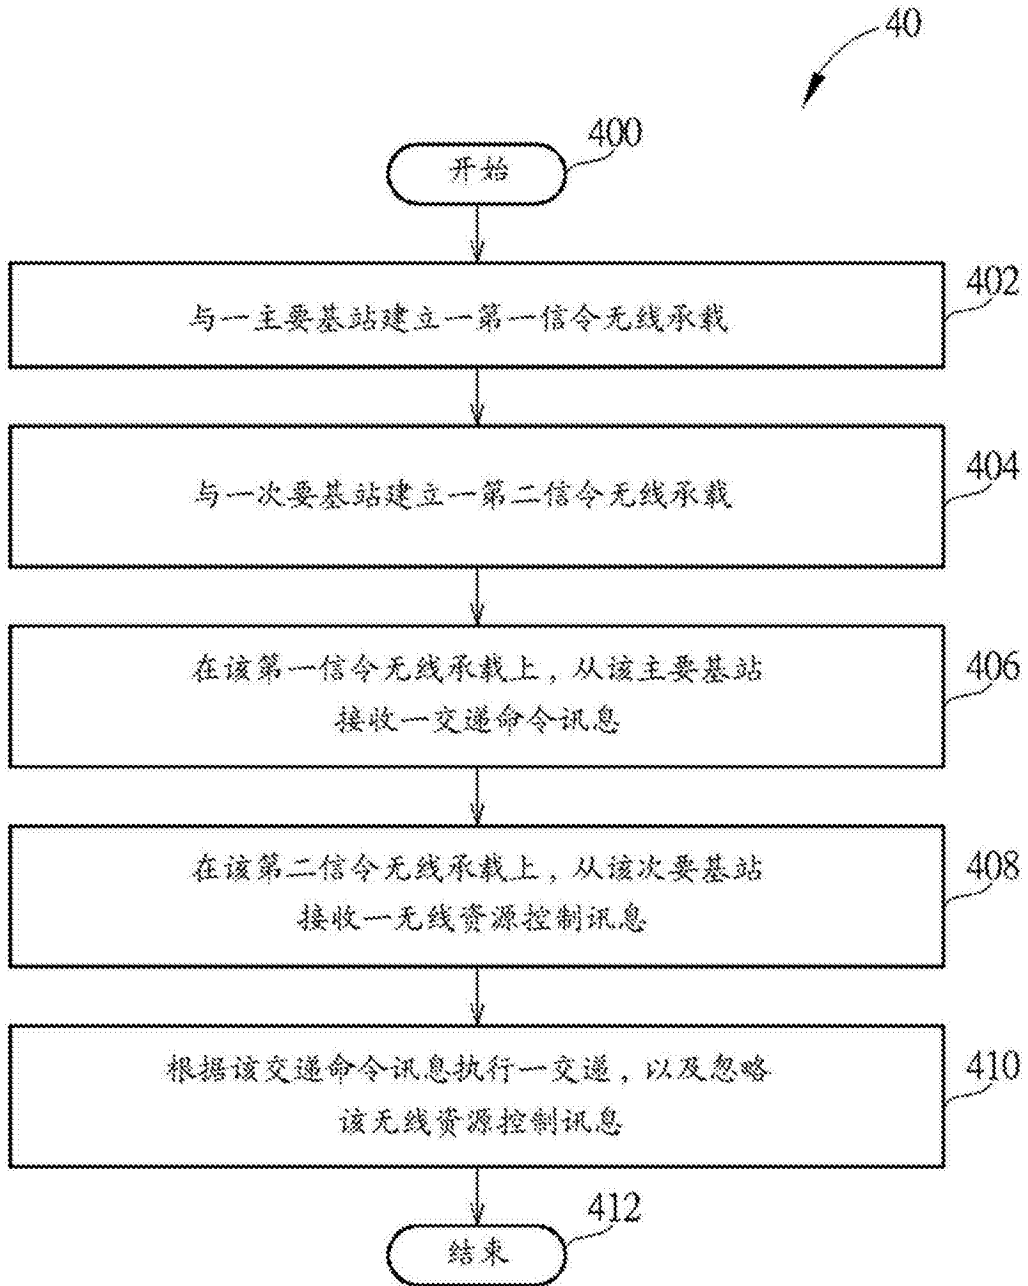 40
400
开始
402
与一主要基站建立一第一信令无线承载
404
与一次要基站建立一第二信令无线承载
406
在该第一信令无线承载上，从该主要基站
接收一交递命令讯息
408
在该第二信令无线承载上，从该次要基站
接收一无线资源控制讯息
410
根据该交递命令讯息执行一交递，以及忽略
该无线资源控制讯息
412
结束